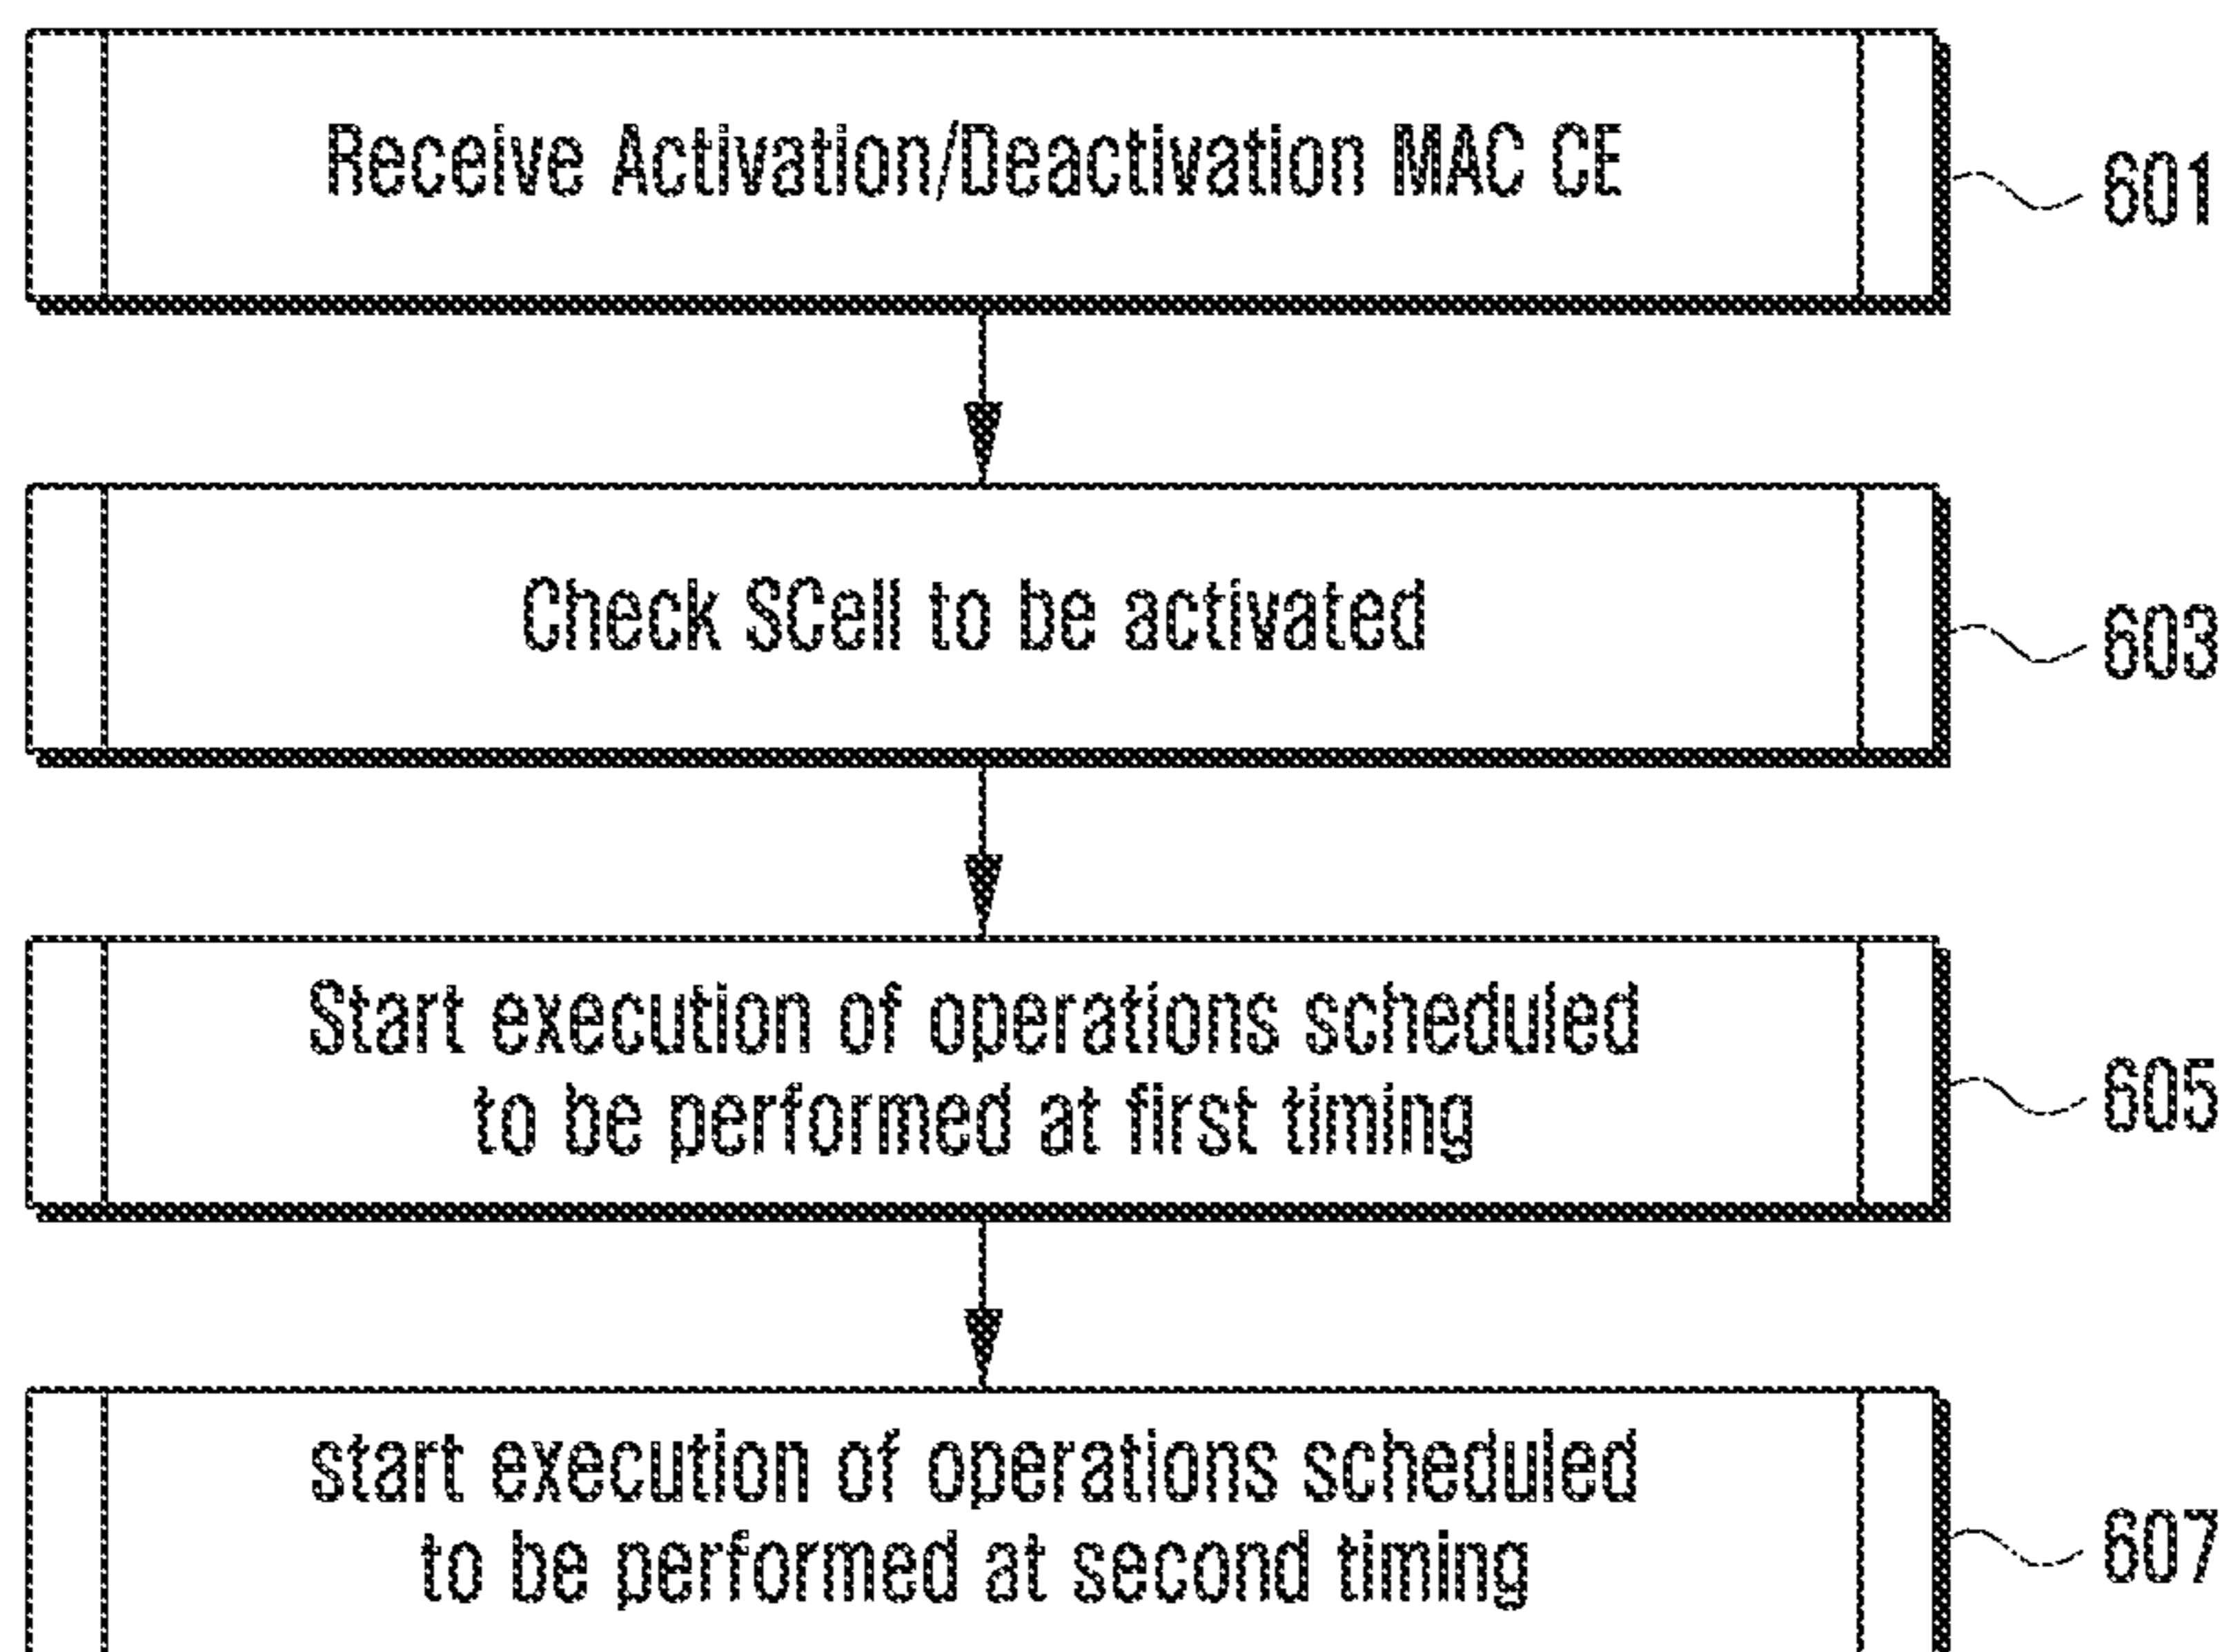 Receive Activation/Deactivation MAC CE
601
Check SCell to be activated
603
Start execution of operations scheduled
to be performed at first timing
605
start execution of operations scheduled
to be performed at second timing
607